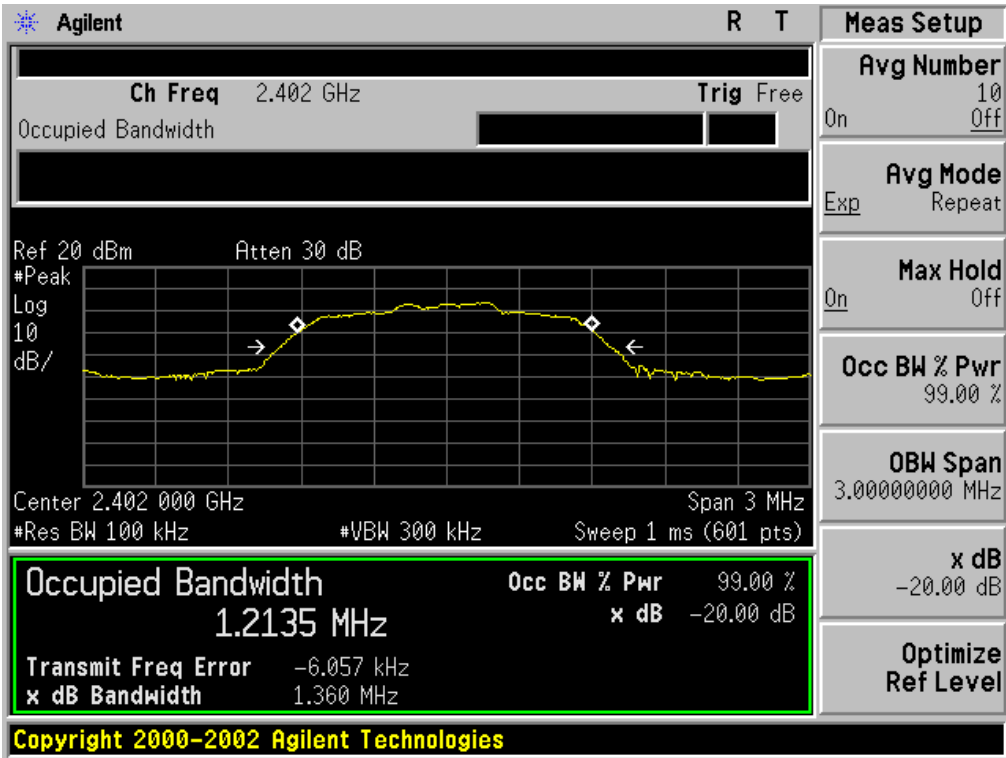 Agilent R T
Ch Freq 2.402 GHz Trig Free
Occupied Bandwidth
Ref 20 dBm Atten 30 dB
#Peak
Log
10
dB/
Center 2.402 000 GHz Span 3 MHz
#Res BW 100 kHz #VBW 300 kHz Sweep 1 ms (601 pts)
Occupied Bandwidth Occ BW % Pwr 99.00 %
1.2135 MHz x dB -20.00 dB
Transmit Freq Error -6.057 kHz
x dB Bandwidth 1.360 MHz
Copyright 2000-2002 Agilent Technologies
Meas Setup
Avg Number
10
On Off
Avg Mode
Exp Repeat
Max Hold
On Off
Occ BW % Pwr
99.00 %
OBW Span
3.00000000 MHz
x dB
-20.00 dB
Optimize
Ref Level